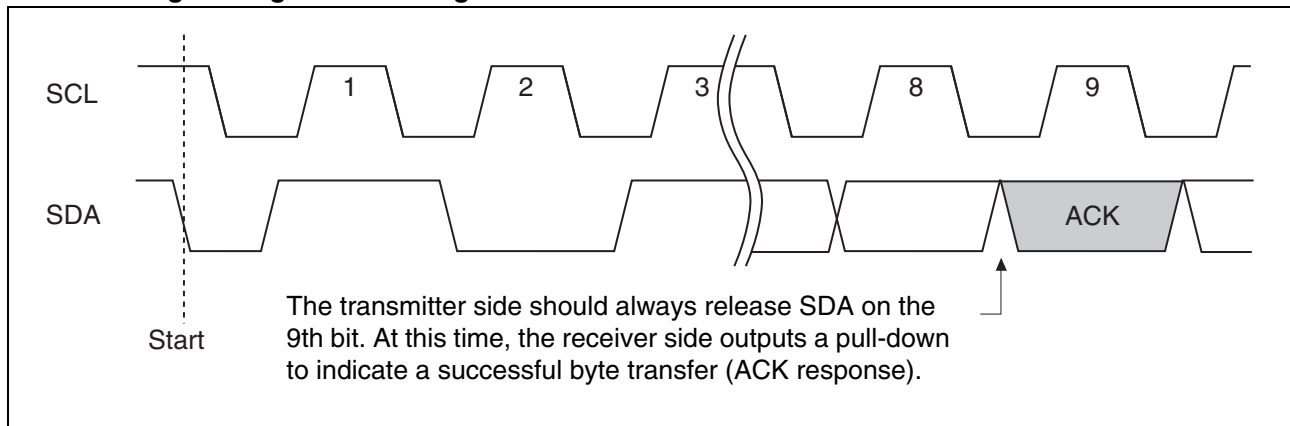 SCL
1
2
3
8
9
SDA
ACK
Start
The transmitter side should always release SDA on the
9th bit. At this time, the receiver side outputs a pull-down
to indicate a successful byte transfer (ACK response).